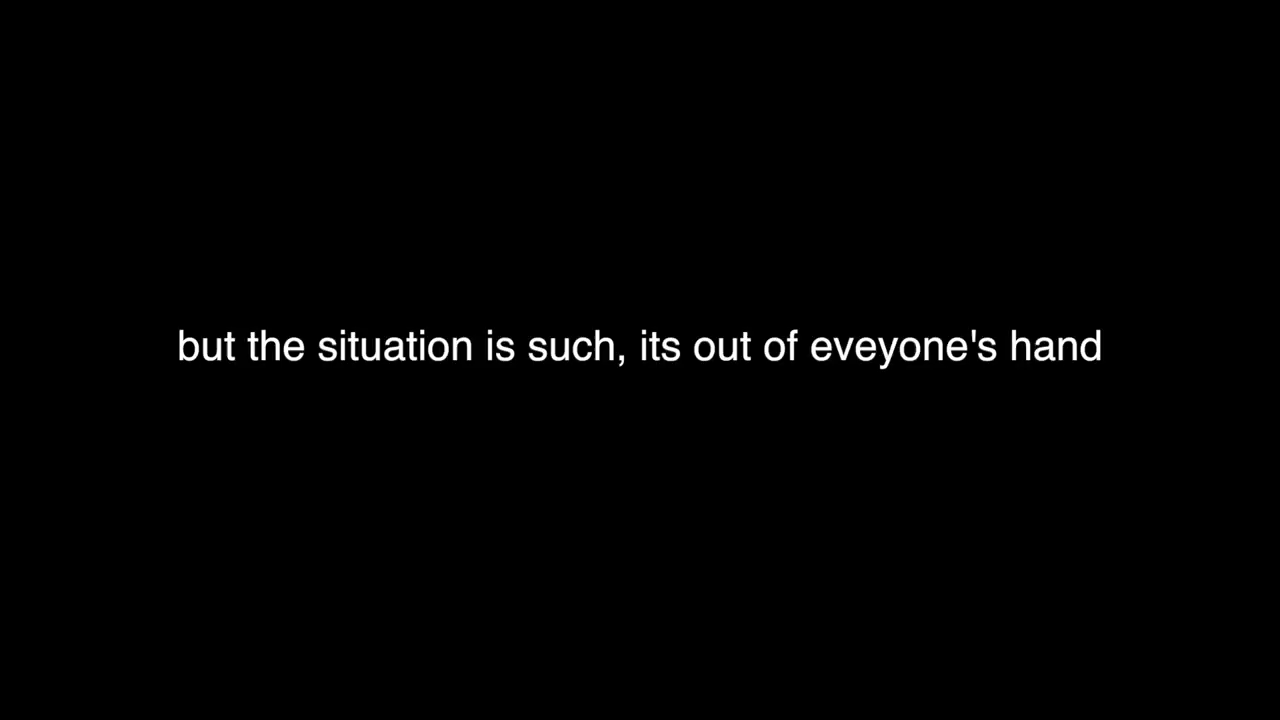 but the situation is such, its out of eveyone's hand